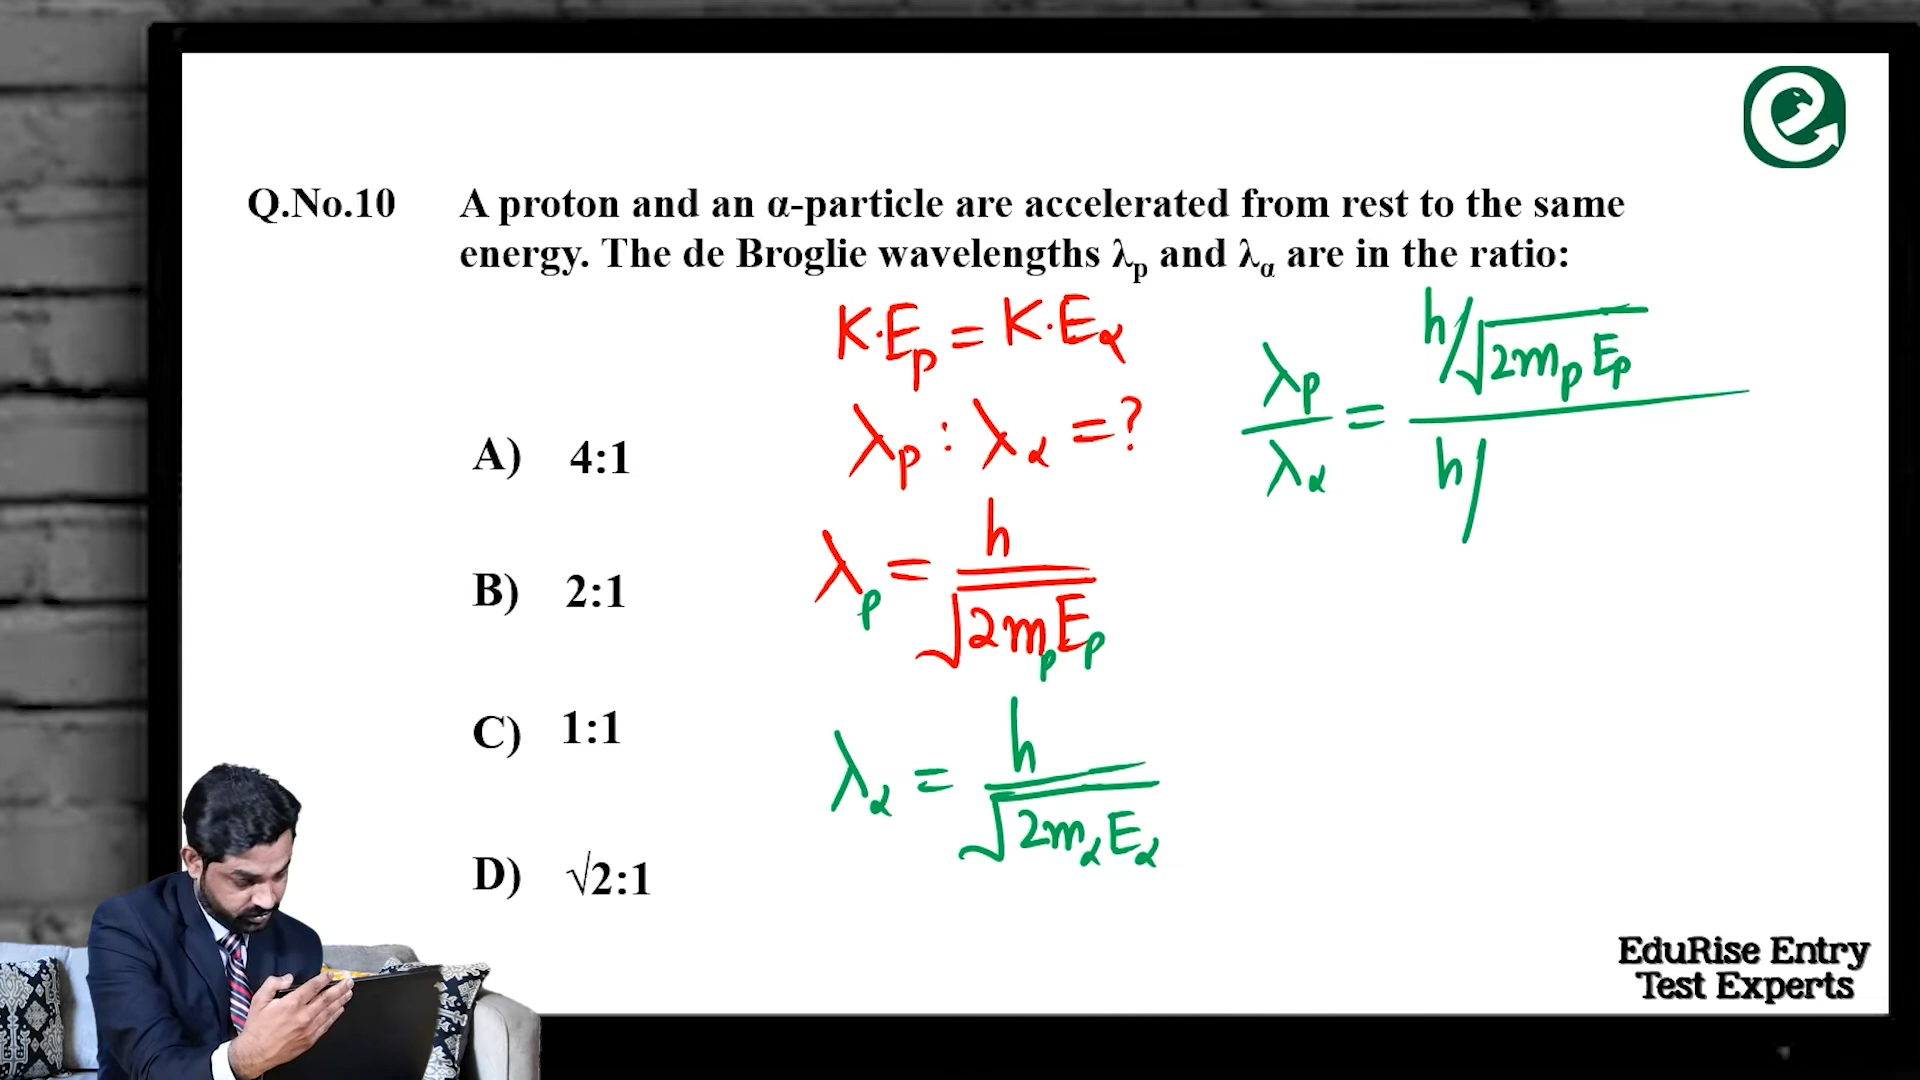 Q.No.10 A proton and an α-particle are accelerated from rest to the same
energy. The de Broglie wavelengths λₚ and λα are in the ratio:
A) 4:1
B) 2:1
C) 1:1
D) √2:1
K.Eₚ = K.Eα
λₚ : λα = ?
λₚ = h / √2mₚEₚ
λα = h / √2mαEα
λₚ/λα = h/√2mₚEₚ / h/
EduRise Entry
Test Experts